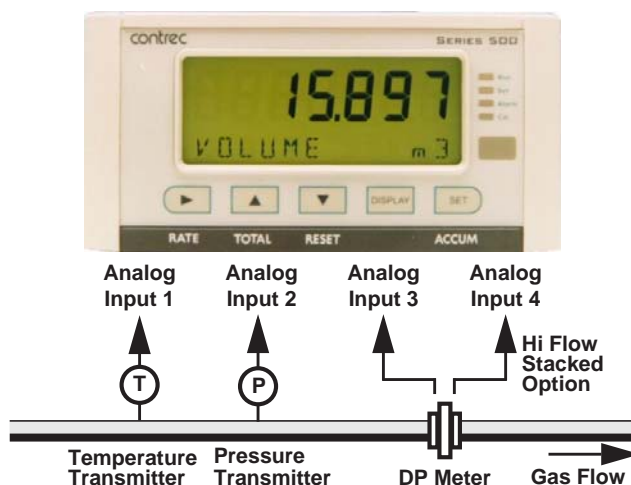 contrec
SERIES 500
15.897
VOLUME m3
Run
Set
Alarm
Cal
DISPLAY
SET
RATE TOTAL RESET ACCUM
Analog Input 1
Analog Input 2
Analog Input 3
Analog Input 4
Hi Flow
Stacked
Option
T
P
Temperature
Transmitter
Pressure
Transmitter
DP Meter
Gas Flow